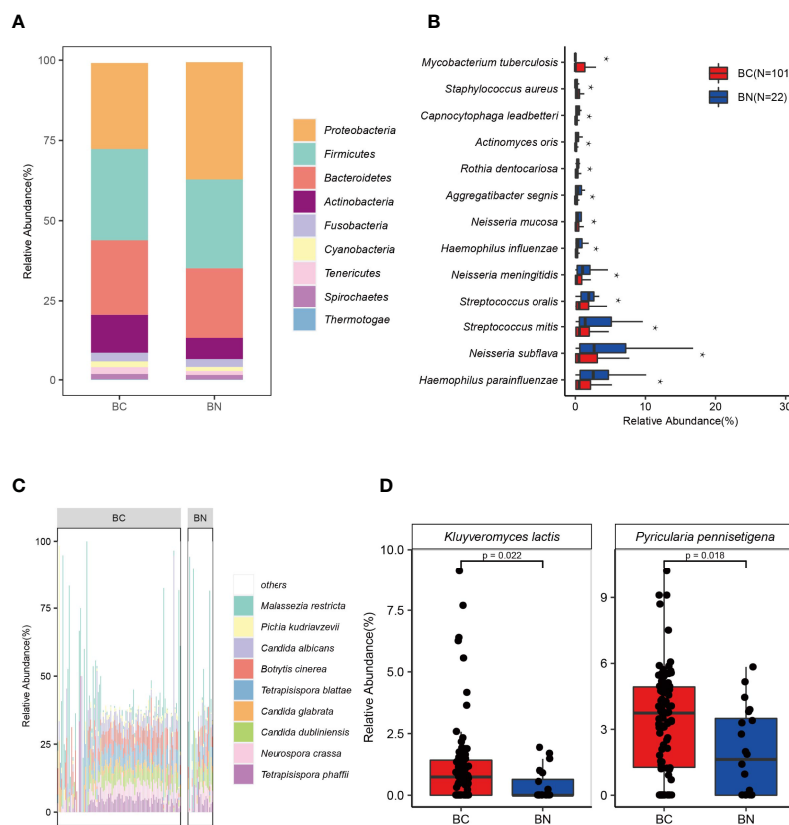 A
100
75
50
25
0
Relative Abundance(%)
BC
BN
Proteobacteria
Firmicutes
Bacteroidetes
Actinobacteria
Fusobacteria
Cyanobacteria
Tenericutes
Spirochaetes
Thermotogae
B
Mycobacterium tuberculosis
Staphylococcus aureus
Capnocytophaga leadbetteri
Actinomyces oris
Rothia dentocariosa
Aggregatibacter segnis
Neisseria mucosa
Haemophilus influenzae
Neisseria meningitidis
Streptococcus oralis
Streptococcus mitis
Neisseria subflava
Haemophilus parainfluenzae
*
*
*
*
*
*
*
*
*
*
*
*
*
BC(N=101
BN(N=22)
0
10
20
30
Relative Abundance(%)
C
BC
BN
100
75
50
25
0
Relative Abundance(%)
others
Malassezia restricta
Pichia kudriavzevii
Candida albicans
Botrytis cinerea
Tetrapisispora blattae
Candida glabrata
Candida dubliniensis
Neurospora crassa
Tetrapisispora phaffii
D
Kluyveromyces lactis
p = 0.022
10.0
7.5
5.0
2.5
0.0
Relative Abundance(%)
BC
BN
Pyricularia pennisetigena
p = 0.018
9
6
3
0
BC
BN